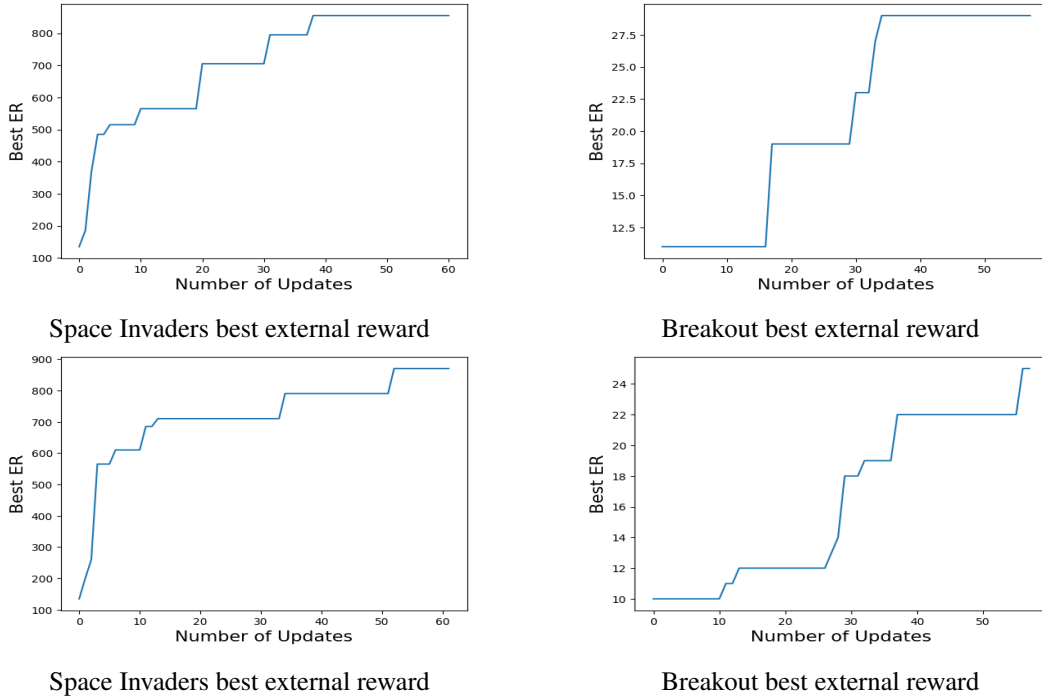 800
700
600
500
400
300
200
100
Best ER
0 10 20 30 40 50 60
Number of Updates
Space Invaders best external reward
27.5
25.0
22.5
20.0
17.5
15.0
12.5
Best ER
0 10 20 30 40 50
Number of Updates
Breakout best external reward
900
800
700
600
500
400
300
200
100
Best ER
0 10 20 30 40 50 60
Number of Updates
Space Invaders best external reward
24
22
20
18
16
14
12
10
Best ER
0 10 20 30 40 50
Number of Updates
Breakout best external reward